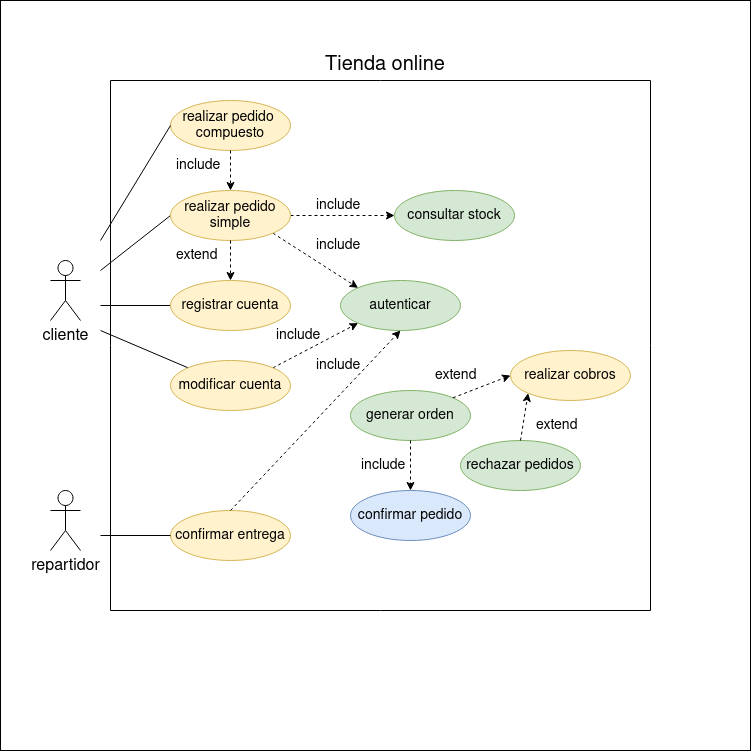 Tienda online
realizar pedido
compuesto
include
realizar pedido
simple
include
consultar stock
include
extend
cliente
registrar cuenta
autenticar
include
modificar cuenta
include
extend
realizar cobros
generar orden
extend
include
rechazar pedidos
confirmar pedido
repartidor
confirmar entrega